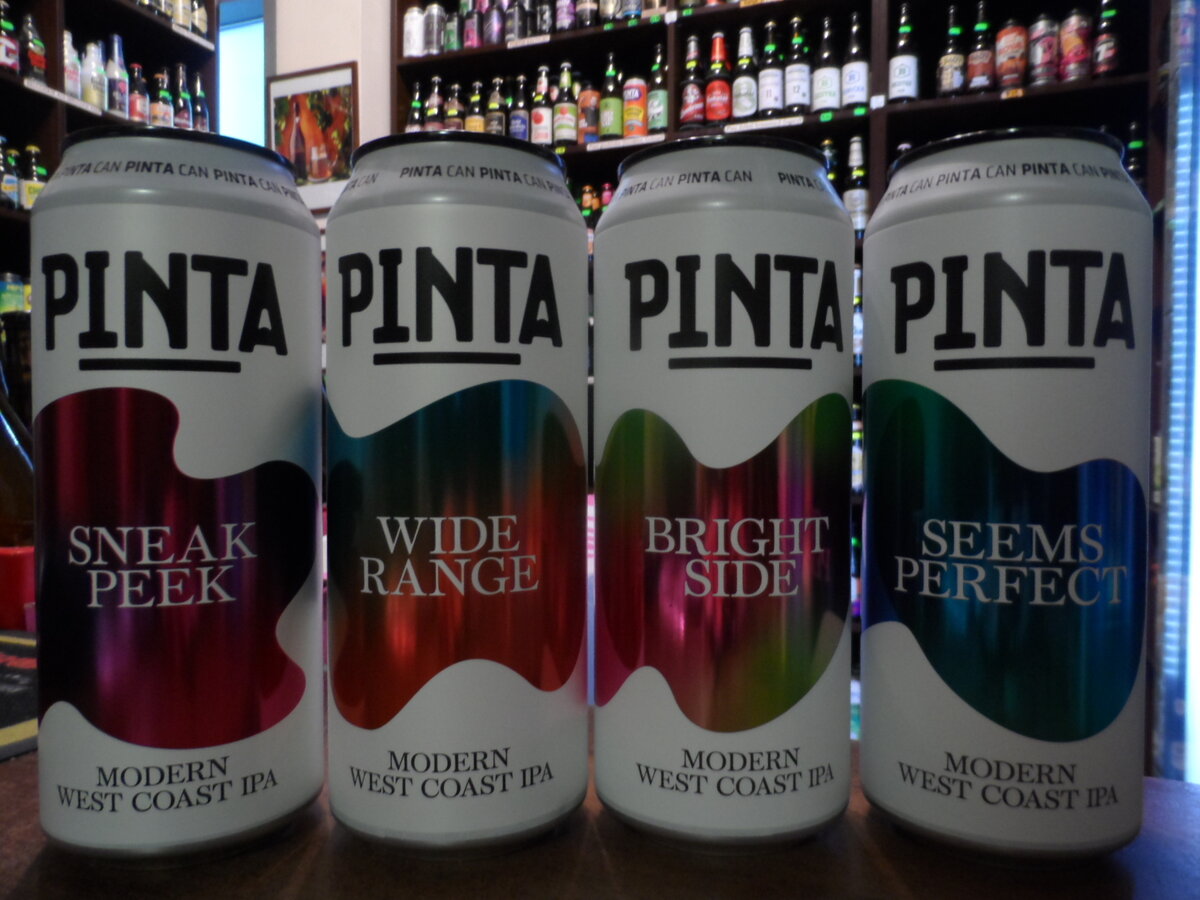 PINTA CAN PINTA CAN PINTA CAN
PINTA
SNEAK
PEEK
MODERN
WEST COAST IPA
CAN PINTA CAN PINTA CAN
PINTA
WIDE
RANGE
MODERN
WEST COAST IPA
PINTA CAN PINTA CAN PINTA
PINTA
BRIGHT
SIDE
MODERN
WEST COAST IPA
PINTA CAN PINTA CAN PINTA CAN
PINTA
SEEMS
PERFECT
MODERN
WEST COAST IPA